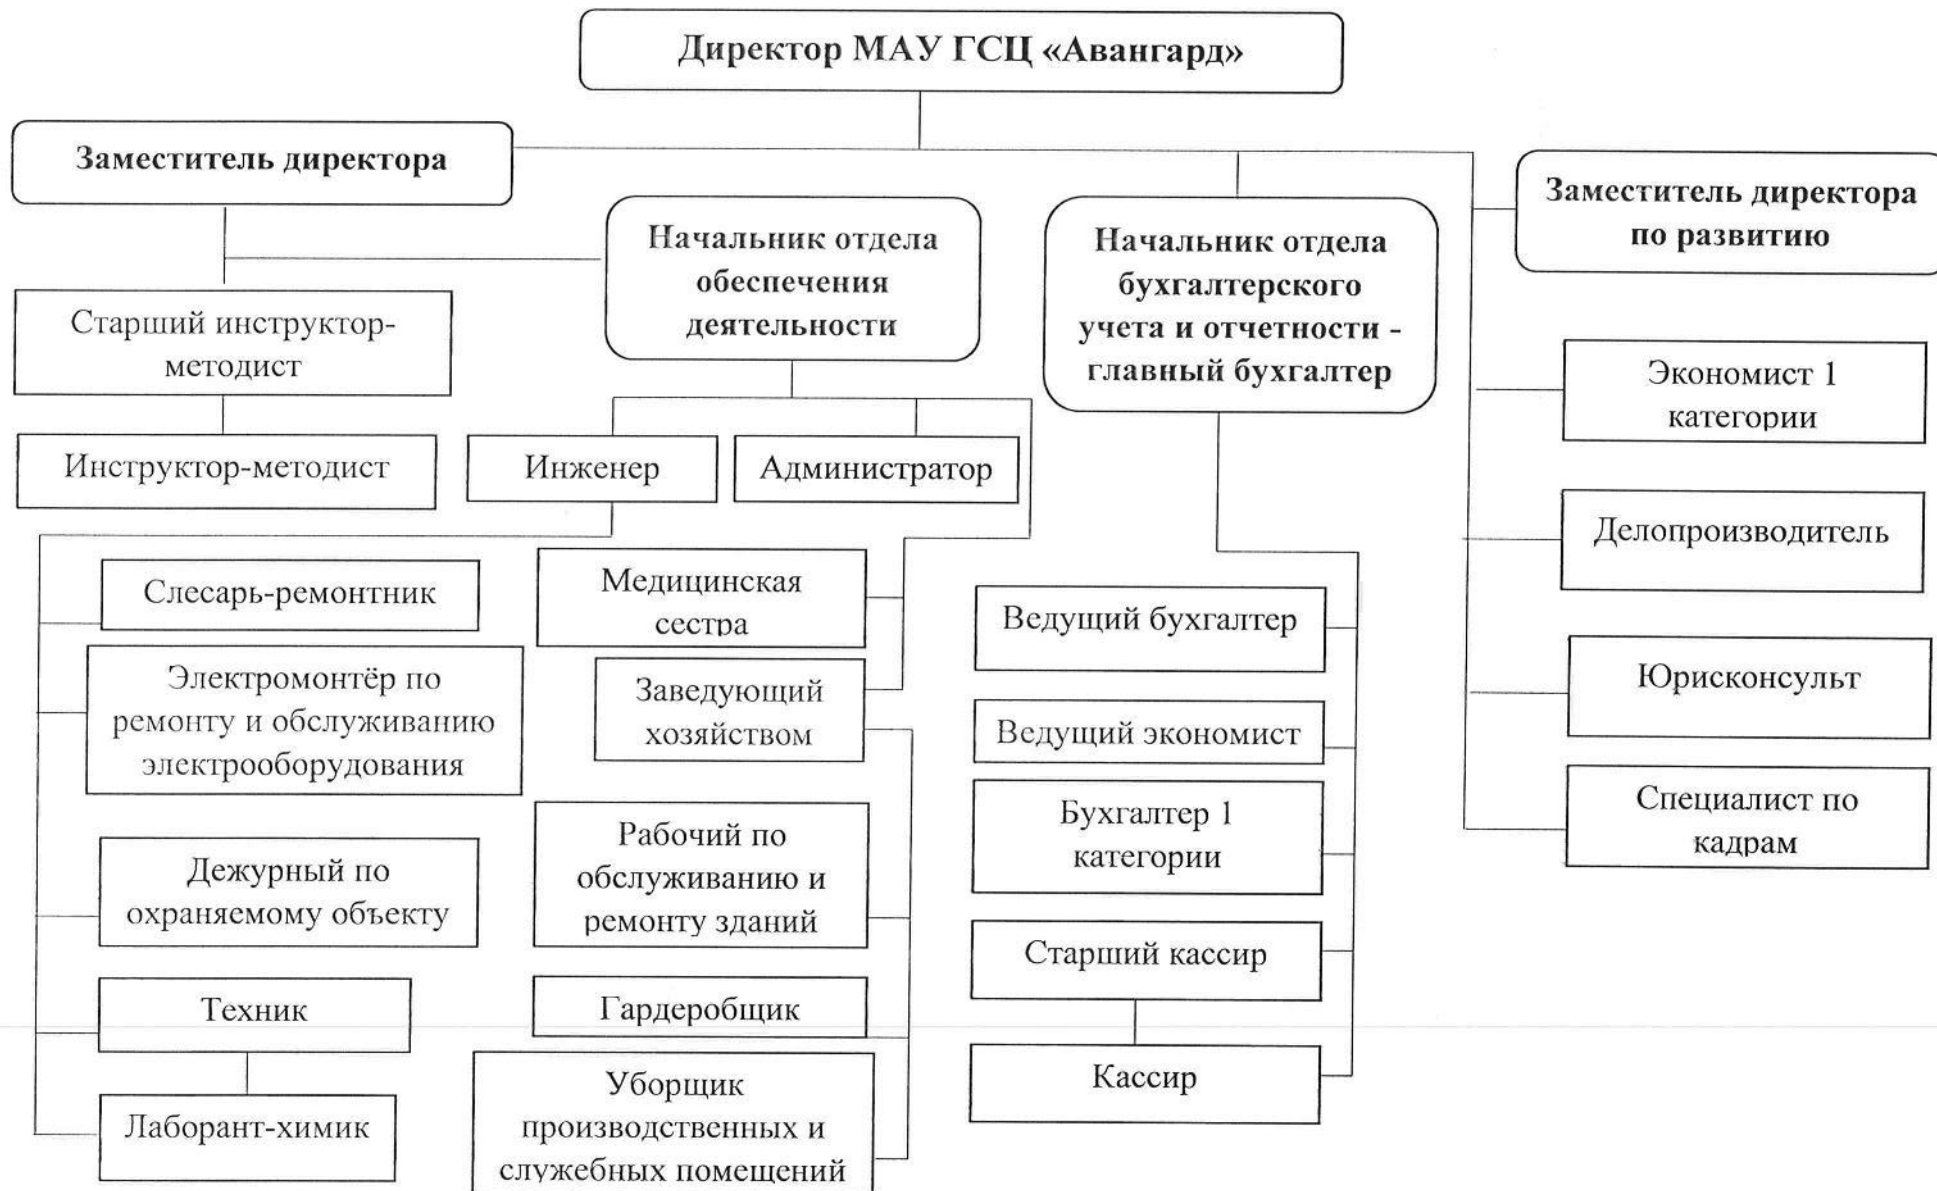 Директор МАУ ГСЦ «Авангард»
Заместитель директора
Заместитель директора
по развитию
Начальник отдела
обеспечения
деятельности
Начальник отдела
бухгалтерского
учета и отчетности -
главный бухгалтер
Старший инструктор-
методист
Инструктор-методист
Инженер
Администратор
Экономист 1
категории
Делопроизводитель
Юрисконсульт
Специалист по
кадрам
Слесарь-ремонтник
Электромонтёр по
ремонту и обслуживанию
электрооборудования
Дежурный по
охраняемому объекту
Техник
Лаборант-химик
Медицинская
сестра
Заведующий
хозяйством
Рабочий по
обслуживанию и
ремонту зданий
Гардеробщик
Уборщик
производственных и
служебных помещений
Ведущий бухгалтер
Ведущий экономист
Бухгалтер 1
категории
Старший кассир
Кассир